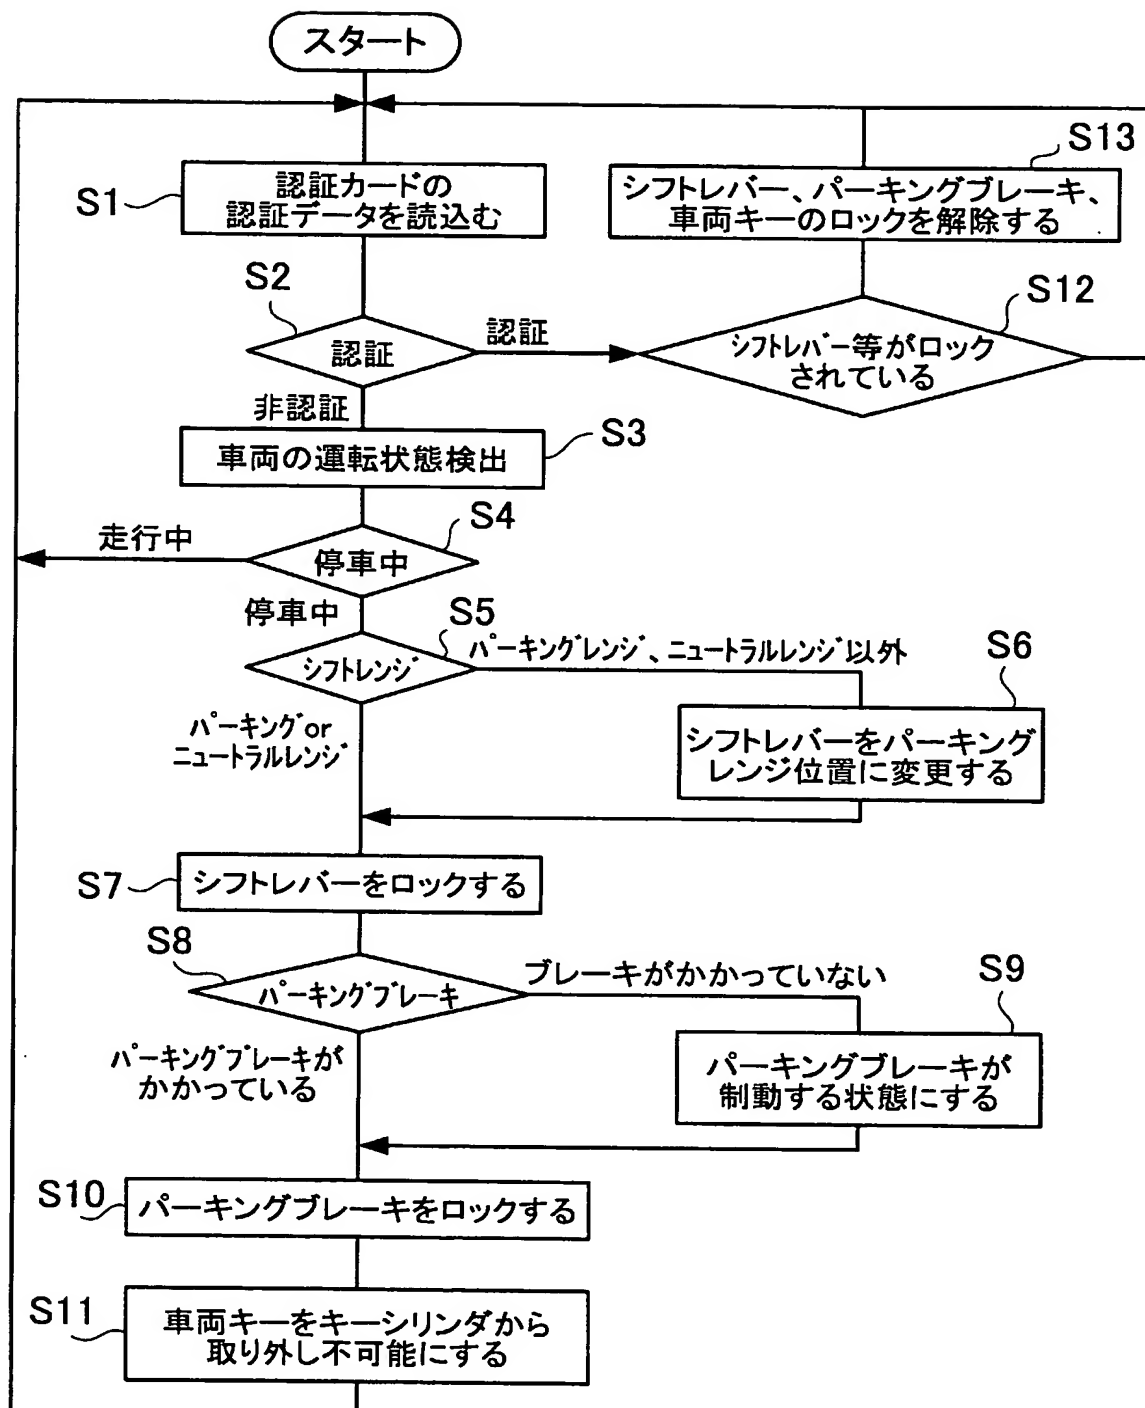 スタート
S1
認証カードの
認証データを読込む
S13
シフトレバー、パーキングブレーキ、
車両キーのロックを解除する
S2
認証
認証
S12
シフトレバー等がロック
されている
非認証
S3
車両の運転状態検出
走行中
S4
停車中
停車中
S5
シフトレンジ
パーキングレンジ、ニュートラルレンジ以外
S6
シフトレバーをパーキング
レンジ位置に変更する
パーキングor
ニュートラルレンジ
S7
シフトレバーをロックする
S8
パーキングブレーキ
ブレーキがかかっていない
S9
パーキングブレーキが
制動する状態にする
パーキングブレーキが
かかっている
S10
パーキングブレーキをロックする
S11
車両キーをキーシリンダから
取り外し不可能にする